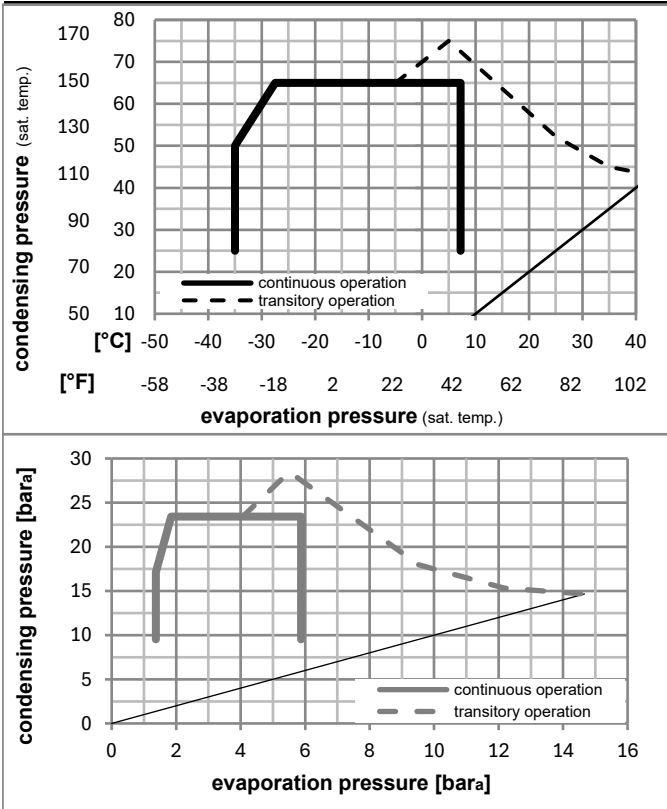 170 80
150 70
60
130
50
110
40
90
30
70 20
50 10
condensing pressure (sat. temp.)
continuous operation
transitory operation
[°C] -50 -40 -30 -20 -10 0 10 20 30 40
[°F] -58 -38 -18 2 22 42 62 82 102
evaporation pressure (sat. temp.)
30
25
20
15
10
5
0
condensing pressure [bara]
continuous operation
transitory operation
0 2 4 6 8 10 12 14 16
evaporation pressure [bara]